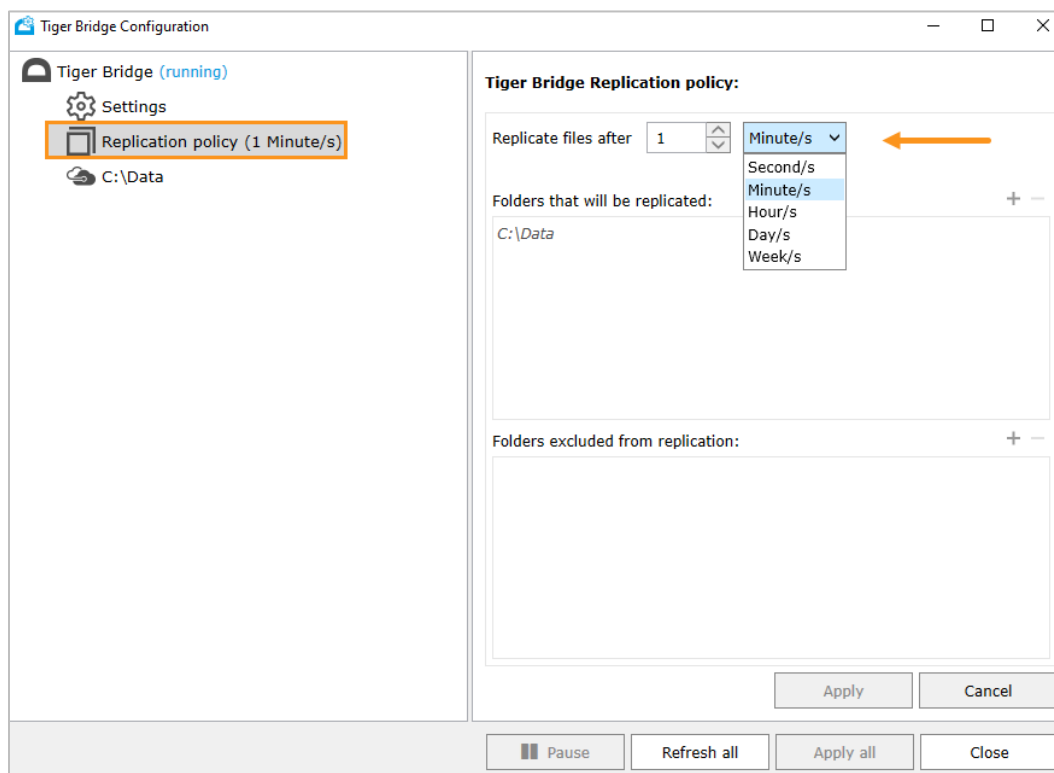 Tiger Bridge Configuration
Tiger Bridge (running)
Settings
Replication policy (1 Minute/s)
C:\Data
Tiger Bridge Replication policy:
Replicate files after 1 Minute/s
Second/s
Minute/s
Hour/s
Day/s
Week/s
Folders that will be replicated:
C:\Data
Folders excluded from replication:
Apply Cancel
Pause Refresh all Apply all Close